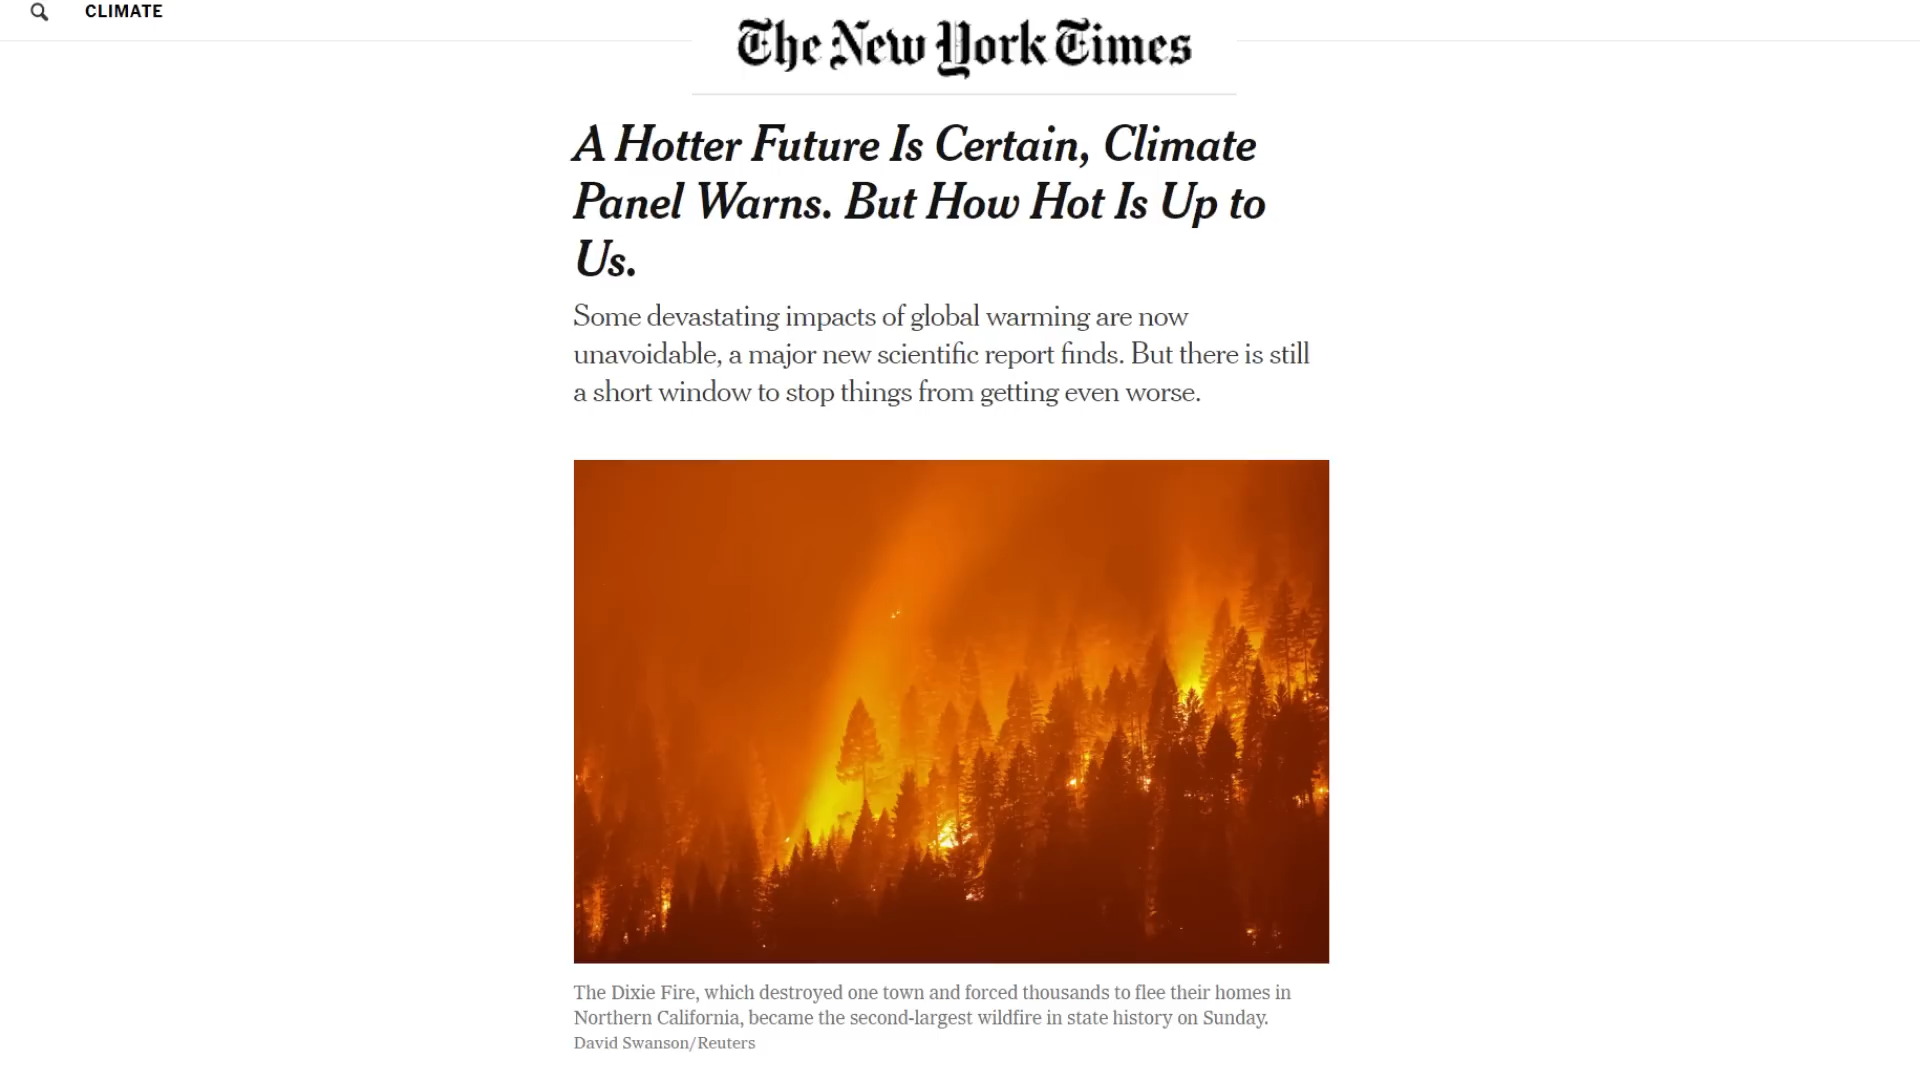 CLIMATE
The New York Times
A Hotter Future Is Certain, Climate
Panel Warns. But How Hot Is Up to
Us.
Some devastating impacts of global warming are now
unavoidable, a major new scientific report finds. But there is still
a short window to stop things from getting even worse.
The Dixie Fire, which destroyed one town and forced thousands to flee their homes in
Northern California, became the second-largest wildfire in state history on Sunday.
David Swanson/Reuters